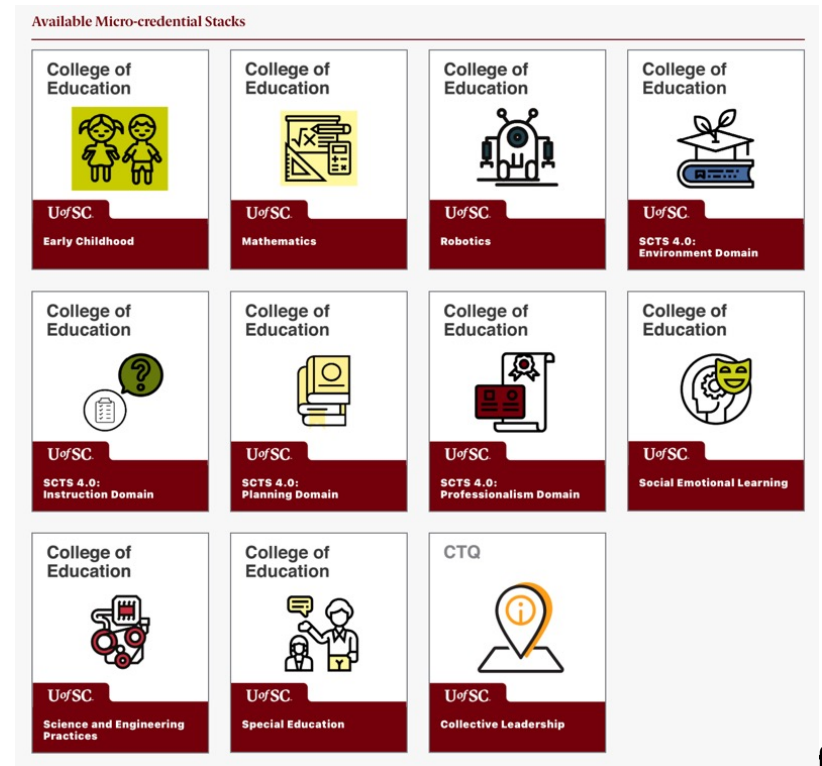 Available Micro-credential Stacks
College of
Education
UofSC
Early Childhood
College of
Education
√x
UofSC
Mathematics
College of
Education
UofSC
Robotics
College of
Education
UofSC
SCTS 4.0:
Environment Domain
College of
Education
?
UofSC
SCTS 4.0:
Instruction Domain
College of
Education
UofSC
SCTS 4.0:
Planning Domain
College of
Education
UofSC
SCTS 4.0:
Professionalism Domain
College of
Education
UofSC
Social Emotional Learning
College of
Education
UofSC
Science and Engineering
Practices
College of
Education
UofSC
Special Education
CTQ
i
UofSC
Collective Leadership